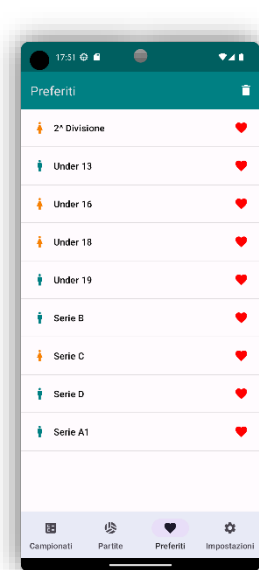 17:51
Preferiti
2^ Divisione
Under 13
Under 16
Under 18
Under 19
Serie B
Serie C
Serie D
Serie A1
Campionati
Partite
Preferiti
Impostazioni